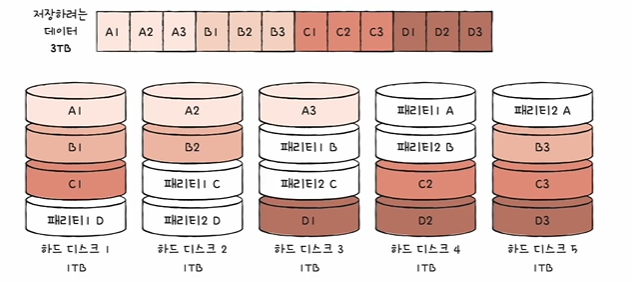 저장하려는
데이터
3TB
A1 A2 A3 B1 B2 B3 C1 C2 C3 D1 D2 D3
A1 A2 A3 패리티1 A 패리티2 A
B1 B2 패리티1 B 패리티2 B B3
C1 패리티1 C 패리티2 C C2 C3
패리티1 D 패리티2 D D1 D2 D3
하드 디스크 1 하드 디스크 2 하드 디스크 3 하드 디스크 4 하드 디스크 5
1TB 1TB 1TB 1TB 1TB